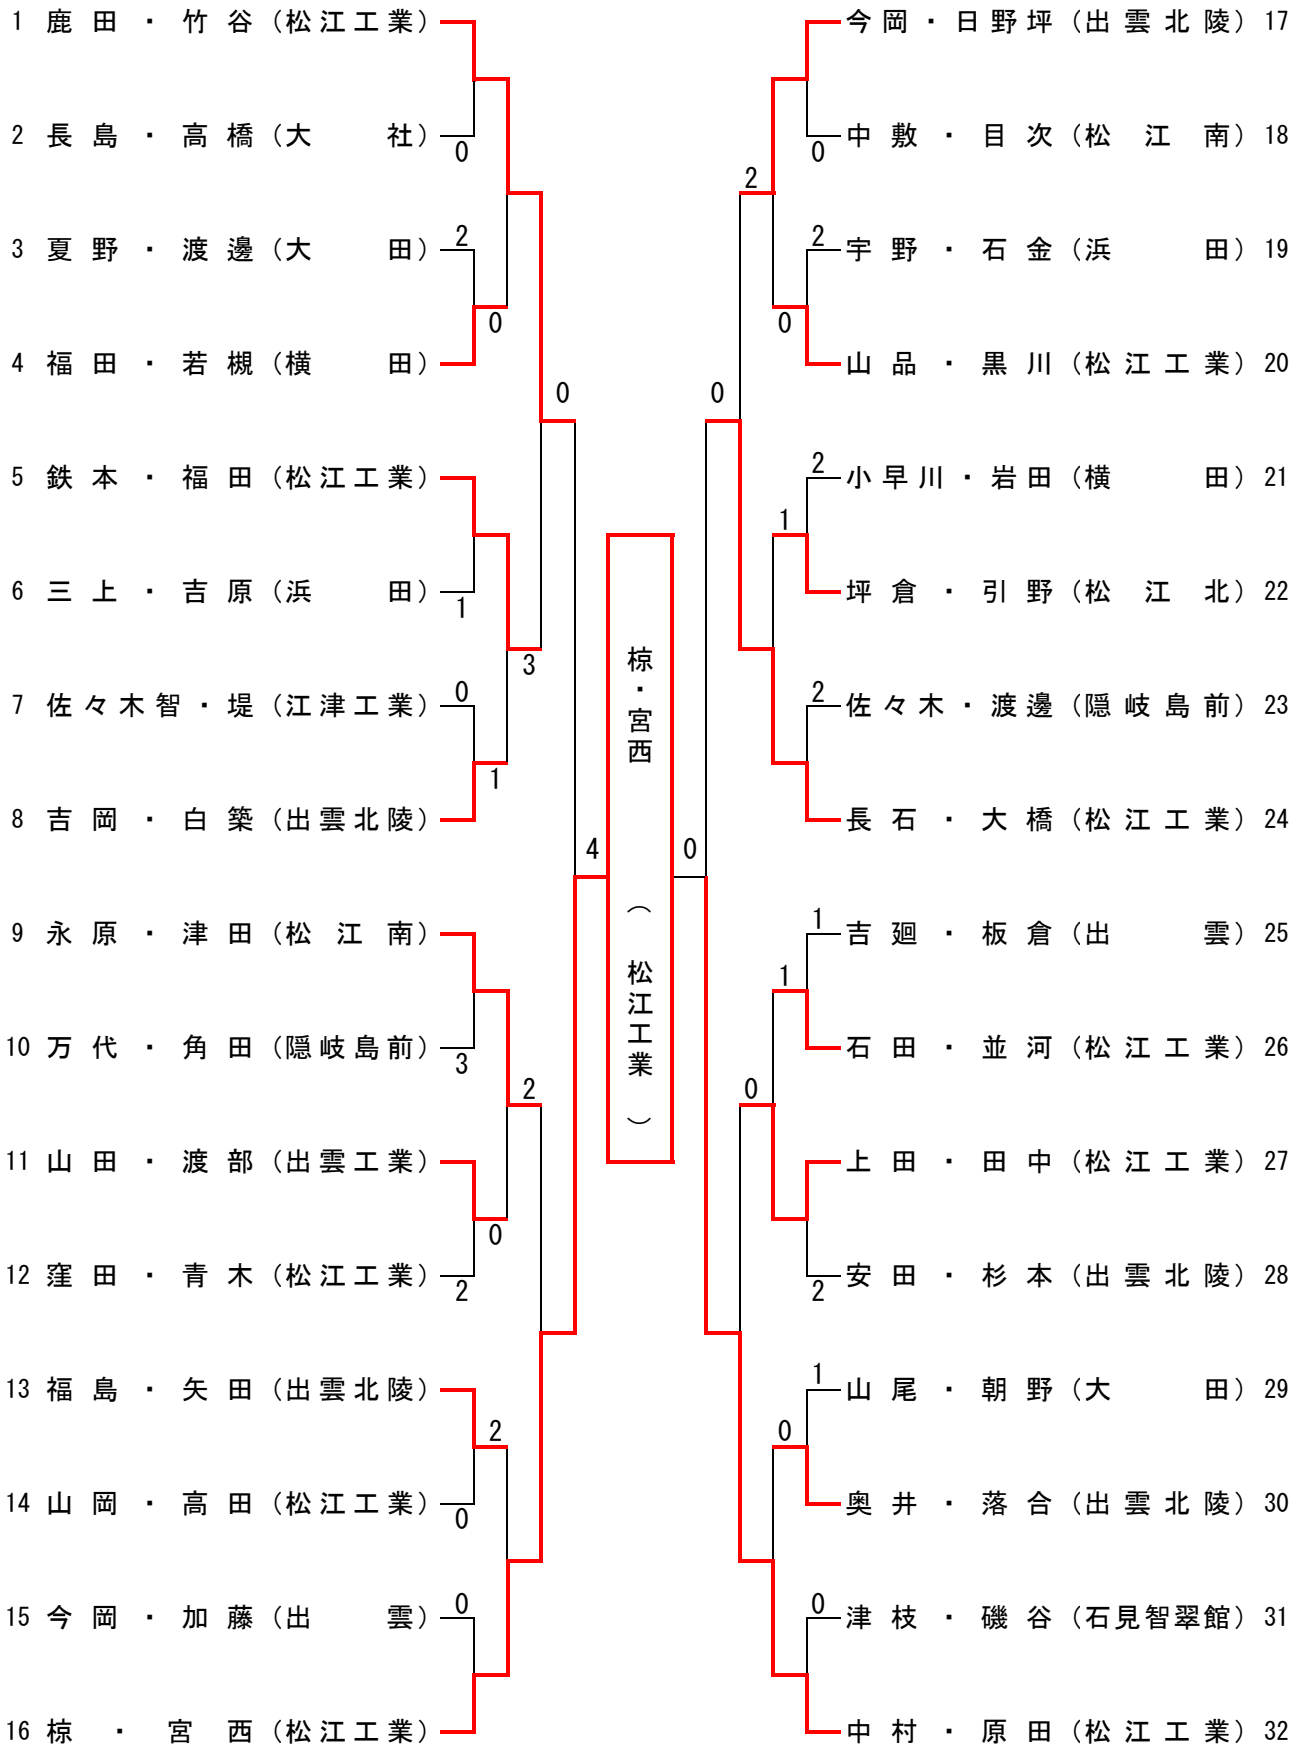 1 鹿田・竹谷(松江工業)
2 長島・高橋(大社)
0
3 夏野・渡邊(大田)
2
0
4 福田・若槻(横田)
0
5 鉄本・福田(松江工業)
6 三上・吉原(浜田)
1
3
7 佐々木智・堤(江津工業)
0
1
8 吉岡・白築(出雲北陵)
4
9 永原・津田(松江南)
10 万代・角田(隠岐島前)
3
2
11 山田・渡部(出雲工業)
0
12 窪田・青木(松江工業)
2
13 福島・矢田(出雲北陵)
2
14 山岡・高田(松江工業)
0
15 今岡・加藤(出雲)
0
16 椋・宮西(松江工業)
椋・宮西(松江工業)
今岡・日野坪(出雲北陵) 17
中敷・目次(松江南) 18
0
2
宇野・石金(浜田) 19
2
0
山品・黒川(松江工業) 20
0
小早川・岩田(横田) 21
2
1
坪倉・引野(松江北) 22
佐々木・渡邊(隠岐島前) 23
2
長石・大橋(松江工業) 24
0
吉廻・板倉(出雲) 25
1
1
石田・並河(松江工業) 26
0
上田・田中(松江工業) 27
安田・杉本(出雲北陵) 28
2
山尾・朝野(大田) 29
1
0
奥井・落合(出雲北陵) 30
津枝・磯谷(石見智翠館) 31
0
中村・原田(松江工業) 32